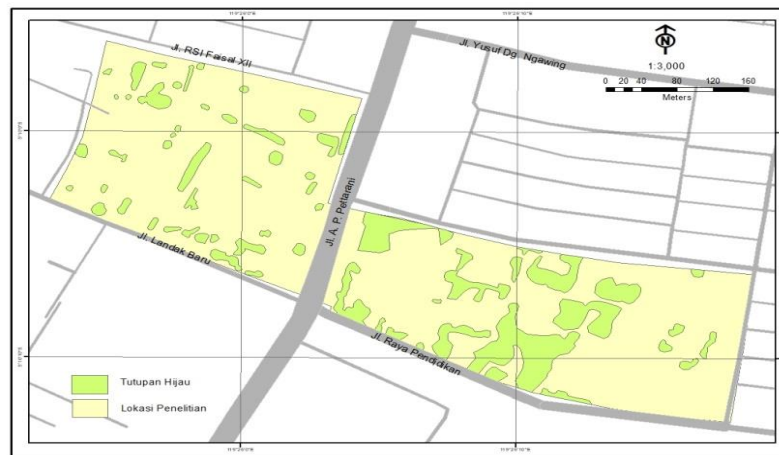 Jl. RSI Faisal XII
Jl. Yusuf Dg. Ngawing
N
1:3,000
0 20 40 80 120 160
Meters
Jl. A. P. Pettarani
Jl. Landak Baru
Jl. Raya Pendidikan
Tutupan Hijau
Lokasi Penelitian